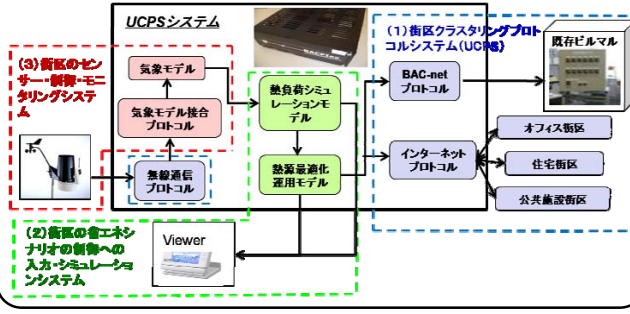 UCPSシステム
(1)街区クラスタリングプロト
コルシステム(UCPS)
既存ビルマル
(3)街区のセン
サー・制御・モニ
タリングシステ
ム
気象モデル
気象モデル接合
プロトコル
無線通信
プロトコル
熱負荷シミュ
レーションモ
デル
熱源最適化
運用モデル
BAC-net
プロトコル
インターネット
プロトコル
オフィス街区
住宅街区
公共施設街区
(2)街区の省エネシ
ナリオの制御への
入力・シミュレーショ
ンシステム
Viewer